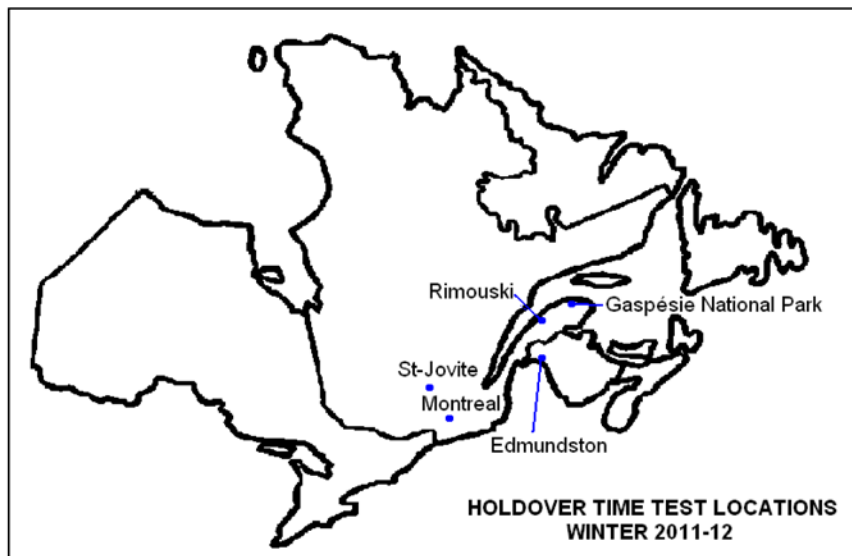 Rimouski
Gaspésie National Park
St-Jovite
Montreal
Edmundston
HOLDOVER TIME TEST LOCATIONS
WINTER 2011-12